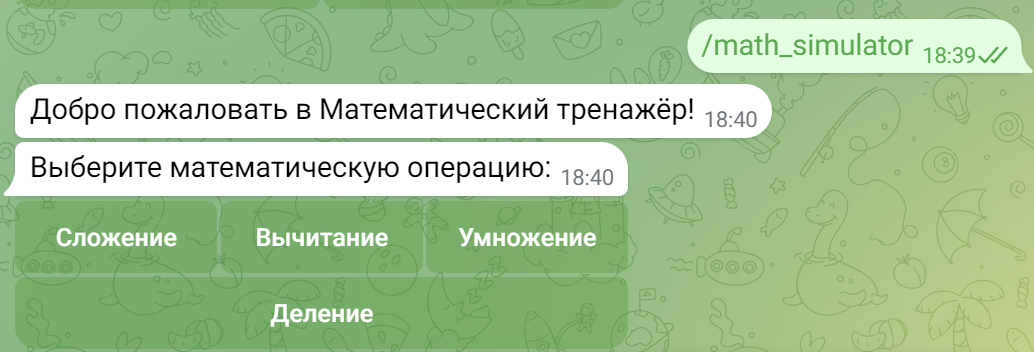 /math_simulator 18:39
Добро пожаловать в Математический тренажёр! 18:40
Выберите математическую операцию: 18:40
Сложение Вычитание Умножение
Деление